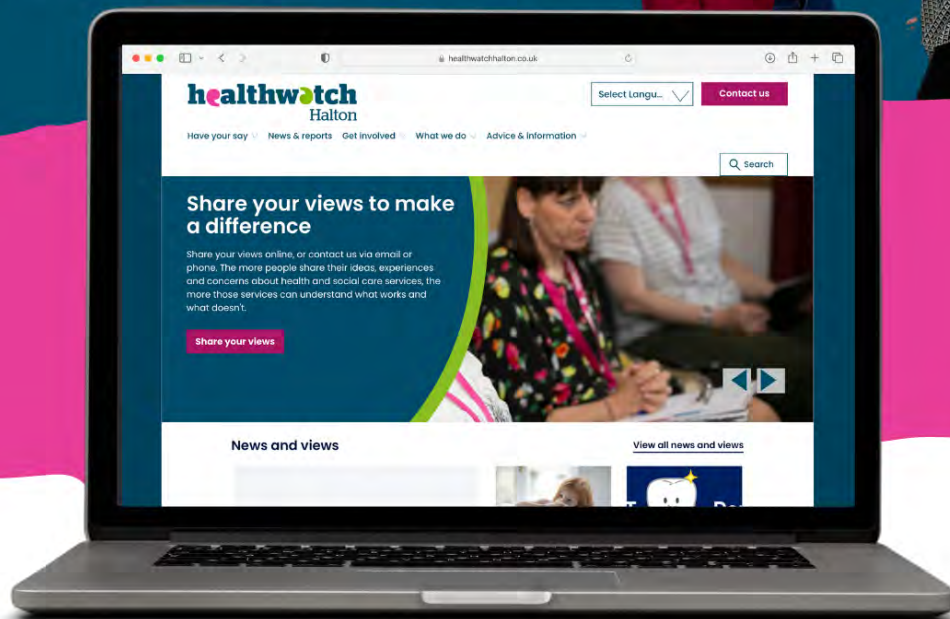 healthwatchhalton.co.uk
healthwatch
Halton
Select Langu...
Contact us
Have your say
News & reports
Get involved
What we do
Advice & information
Search
Share your views to make
a difference
Share your views online, or contact us via email or
phone. The more people share their ideas, experiences
and concerns about health and social care services, the
more those services can understand what works and
what doesn't.
Share your views
News and views
View all news and views